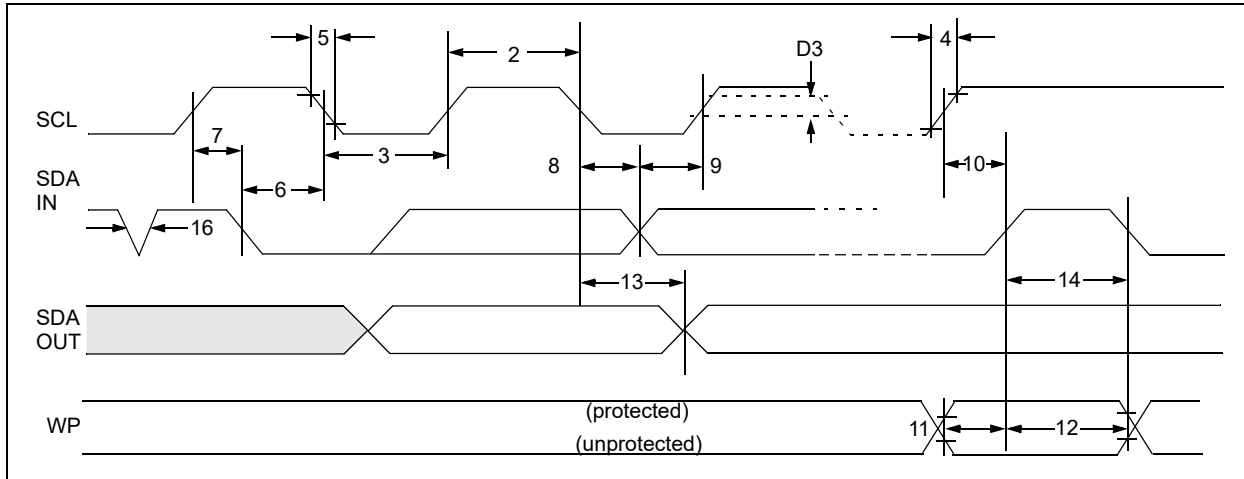 5
2
D3
4
SCL
7
3
8
9
10
SDA
IN
6
16
13
14
SDA
OUT
WP
(protected)
(unprotected)
11
12